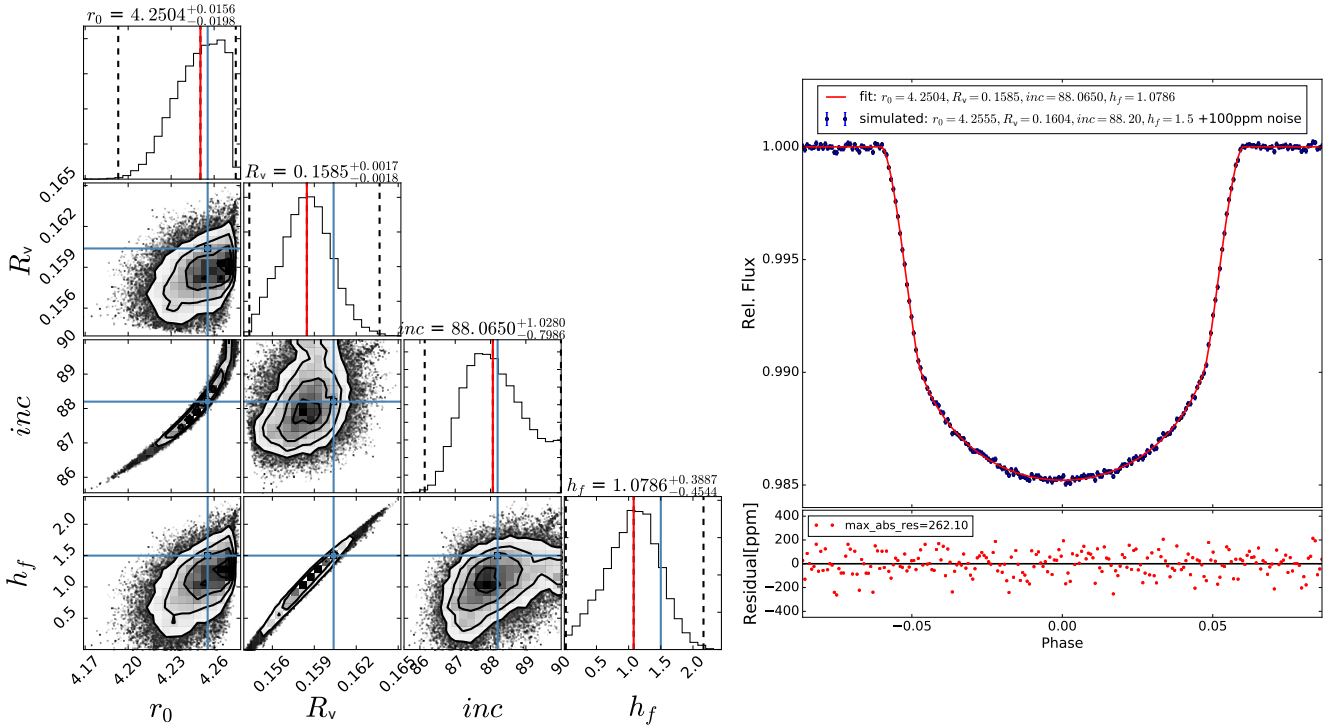 r_0 = 4.2504^{+0.0156}_{-0.0198}
R_v = 0.1585^{+0.0017}_{-0.0018}
inc = 88.0650^{+1.0280}_{-0.7986}
h_f = 1.0786^{+0.3887}_{-0.4544}
0.165
0.162
0.159
0.156
R_v
90
89
88
87
86
inc
2.0
1.5
1.0
0.5
h_f
4.17 4.20 4.23 4.26
0.156 0.159 0.162 0.165
86 87 88 89 90
0.5 1.0 1.5 2.0
r_0 R_v inc h_f
fit: r_0 = 4.2504, R_v = 0.1585, inc = 88.0650, h_f = 1.0786
simulated: r_0 = 4.2555, R_v = 0.1604, inc = 88.20, h_f = 1.5 +100ppm noise
1.000
0.995
0.990
0.985
Rel. Flux
max_abs_res=262.10
400
200
0
−200
−400
Residual[ppm]
−0.05 0.00 0.05
Phase